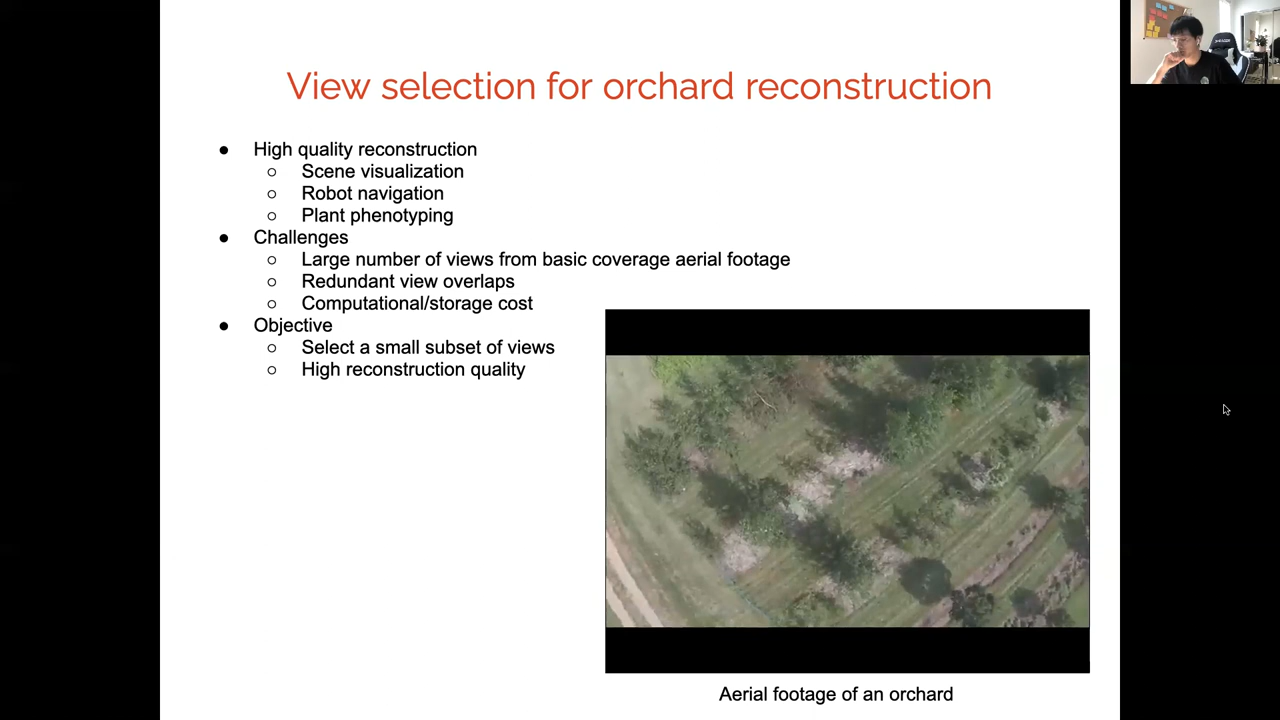 View selection for orchard reconstruction
● High quality reconstruction
○ Scene visualization
○ Robot navigation
○ Plant phenotyping
● Challenges
○ Large number of views from basic coverage aerial footage
○ Redundant view overlaps
○ Computational/storage cost
● Objective
○ Select a small subset of views
○ High reconstruction quality
Aerial footage of an orchard